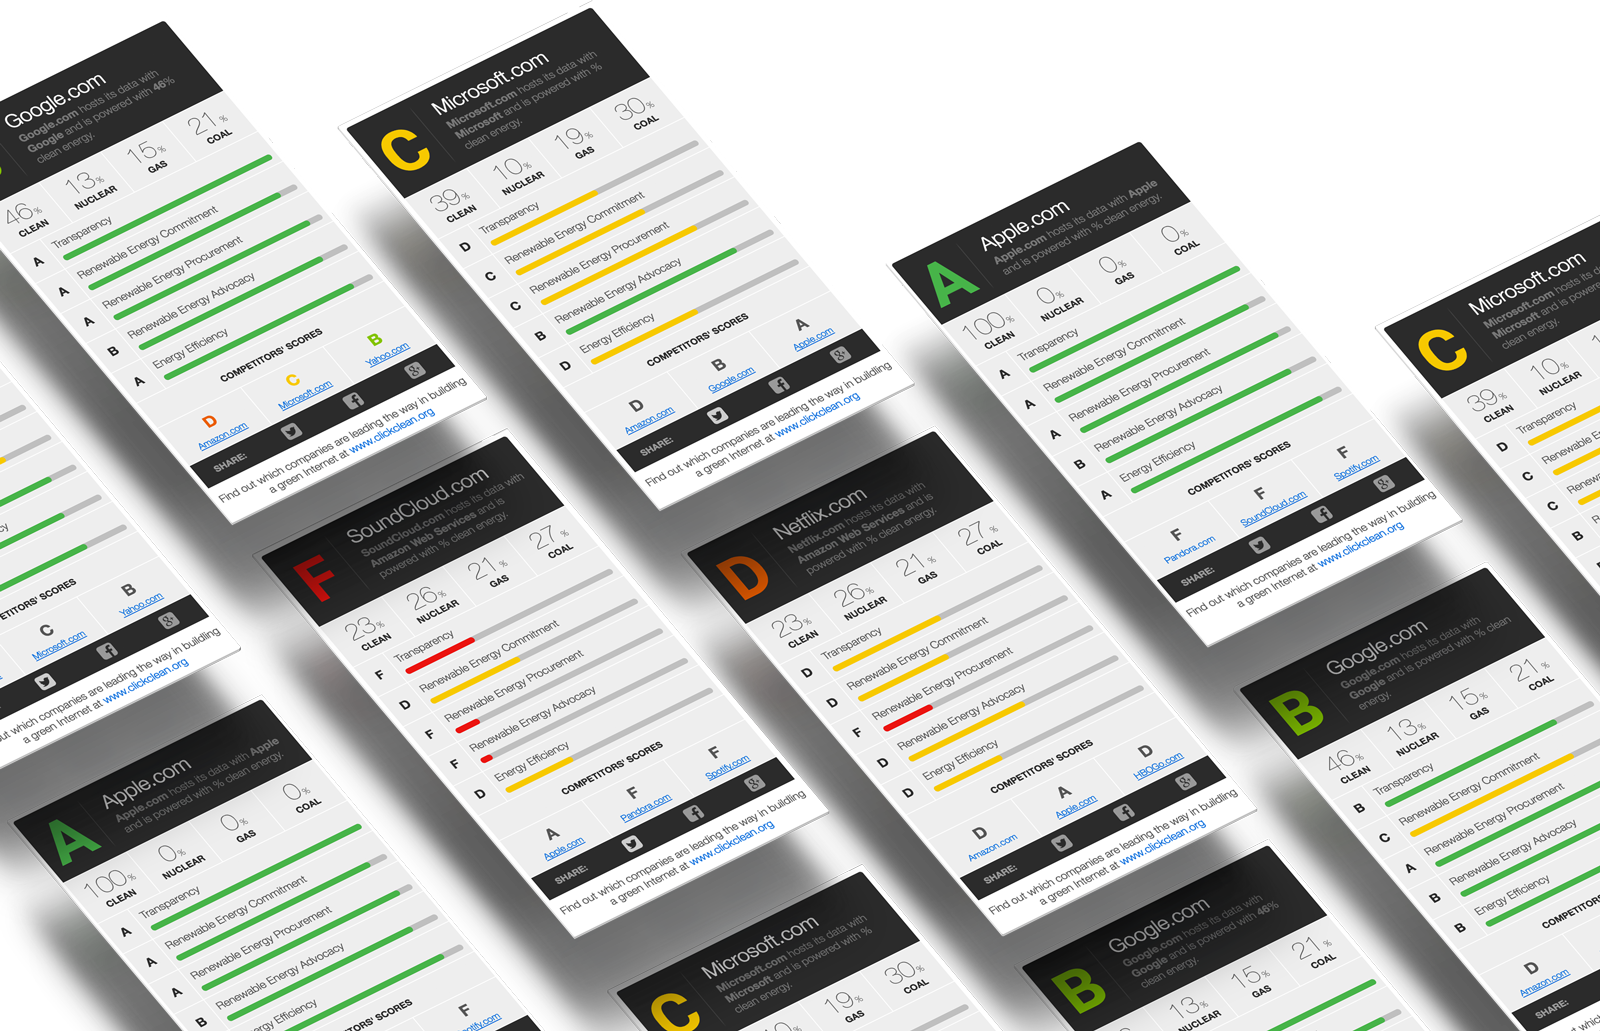 Google.com
Google.com hosts its data with
Google and is powered with 46%
clean energy.
46% CLEAN
13% NUCLEAR
15% GAS
21% COAL
A Transparency
A Renewable Energy Commitment
A Renewable Energy Procurement
B Renewable Energy Advocacy
A Energy Efficiency
COMPETITORS' SCORES
D Amazon.com
C Microsoft.com
B Yahoo.com
SHARE:
Find out which companies are leading the way in building
a green Internet at www.clickclean.org
C
Microsoft.com
Microsoft.com hosts its data with
Microsoft and is powered with %
clean energy.
39% CLEAN
10% NUCLEAR
19% GAS
30% COAL
D Transparency
C Renewable Energy Commitment
C Renewable Energy Procurement
B Renewable Energy Advocacy
D Energy Efficiency
COMPETITORS' SCORES
D Amazon.com
B Google.com
A Apple.com
SHARE:
Find out which companies are leading the way in building
a green Internet at www.clickclean.org
A
Apple.com
Apple.com hosts its data with Apple
and is powered with % clean energy.
100% CLEAN
0% NUCLEAR
0% GAS
0% COAL
A Transparency
A Renewable Energy Commitment
A Renewable Energy Procurement
B Renewable Energy Advocacy
A Energy Efficiency
COMPETITORS' SCORES
F Pandora.com
F SoundCloud.com
F Spotify.com
SHARE:
Find out which companies are leading the way in building
a green Internet at www.clickclean.org
C
Microsoft.com
Microsoft.com hosts its
Microsoft and is powered
clean energy.
39% CLEAN
10% NUCLEAR
D Transparency
C Renewable
C
B
COMPETITORS' SCORES
C Microsoft.com
B Yahoo.com
Find out which companies are leading the way in building
a green Internet at www.clickclean.org
F
SoundCloud.com
SoundCloud.com hosts its data with
Amazon Web Services and is
powered with % clean energy.
23% CLEAN
26% NUCLEAR
21% GAS
27% COAL
F Transparency
D Renewable Energy Commitment
F Renewable Energy Procurement
F Renewable Energy Advocacy
D Energy Efficiency
COMPETITORS' SCORES
A Apple.com
F Pandora.com
F Spotify.com
SHARE:
Find out which companies are leading the way in building
a green Internet at www.clickclean.org
D
Netflix.com
Netflix.com hosts its data with
Amazon Web Services and is
powered with % clean energy.
23% CLEAN
26% NUCLEAR
21% GAS
27% COAL
D Transparency
D Renewable Energy Commitment
F Renewable Energy Procurement
D Renewable Energy Advocacy
D Energy Efficiency
COMPETITORS' SCORES
D Amazon.com
A Apple.com
D HBOGo.com
SHARE:
Find out which companies are leading the way in building
a green Internet at www.clickclean.org
B
Google.com
Google.com hosts its data with
Google and is powered with % clean
energy.
46% CLEAN
13% NUCLEAR
15% GAS
21% COAL
B Transparency
C Renewable Energy Commitment
A Renewable Energy Procurement
B Renewable Energy Advocacy
B Energy Efficiency
D Amazon.com
SHARE:
Find out
A
Apple.com
Apple.com hosts its data with Apple
and is powered with % clean energy.
100% CLEAN
0% NUCLEAR
0% GAS
0% COAL
A Transparency
A Renewable Energy Commitment
A Renewable Energy Procurement
B Renewable Energy Advocacy
Energy Efficiency
COMPETITORS' SCORES
F
C
Microsoft.com
Microsoft.com hosts its data with
Microsoft and is powered with %
clean energy.
19% GAS
30% COAL
B
Google.com
Google.com hosts its data with
Google and is powered with 46%
clean energy.
13% NUCLEAR
15% GAS
21% COAL